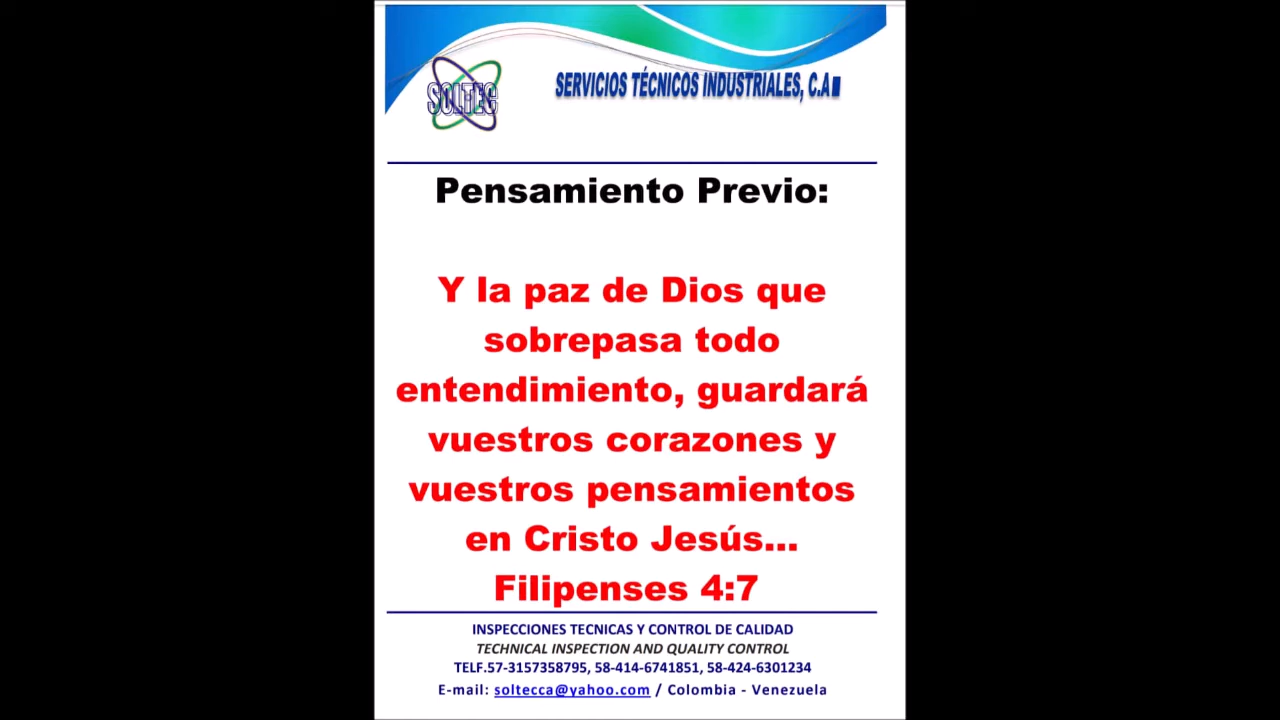 SOLTEC
SERVICIOS TÉCNICOS INDUSTRIALES, C.A
Pensamiento Previo:
Y la paz de Dios que
sobrepasa todo
entendimiento, guardará
vuestros corazones y
vuestros pensamientos
en Cristo Jesús...
Filipenses 4:7
INSPECCIONES TECNICAS Y CONTROL DE CALIDAD
TECHNICAL INSPECTION AND QUALITY CONTROL
TELF.57-3157358795, 58-414-6741851, 58-424-6301234
E-mail: soltecca@yahoo.com / Colombia - Venezuela